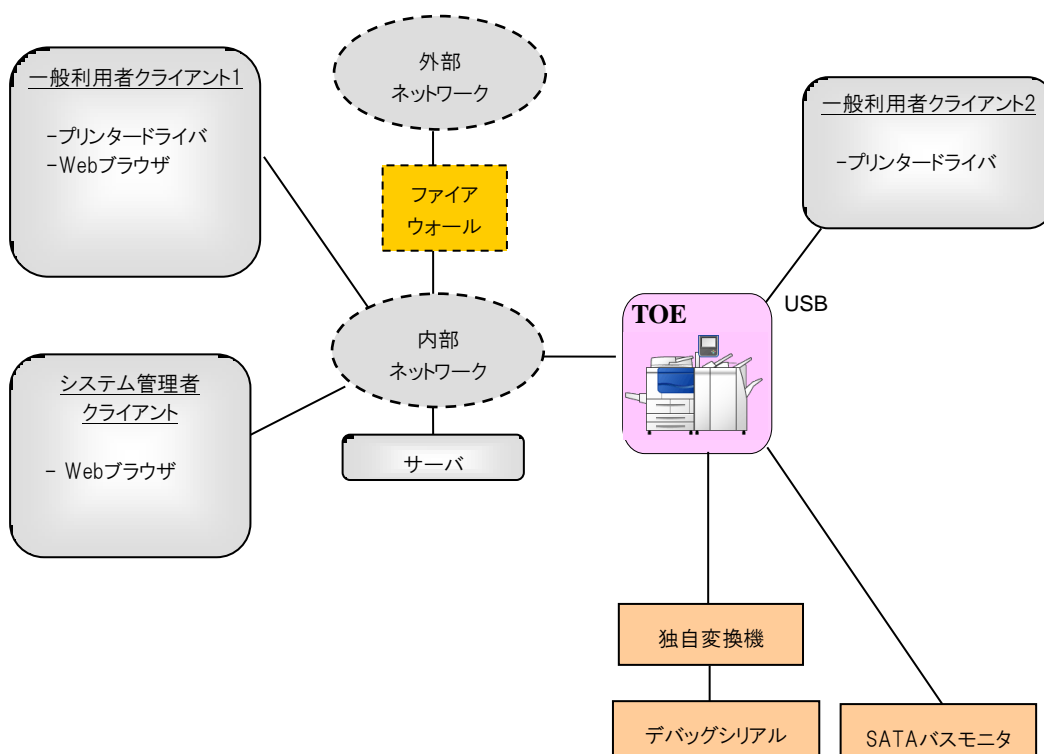 外部
ネットワーク
一般利用者クライアント1
-プリンタードライバ
-Webブラウザ
一般利用者クライアント2
-プリンタードライバ
ファイア
ウォール
TOE
USB
内部
ネットワーク
システム管理者
クライアント
- Webブラウザ
サーバ
独自変換機
デバッグシリアル
SATAバスモニタ